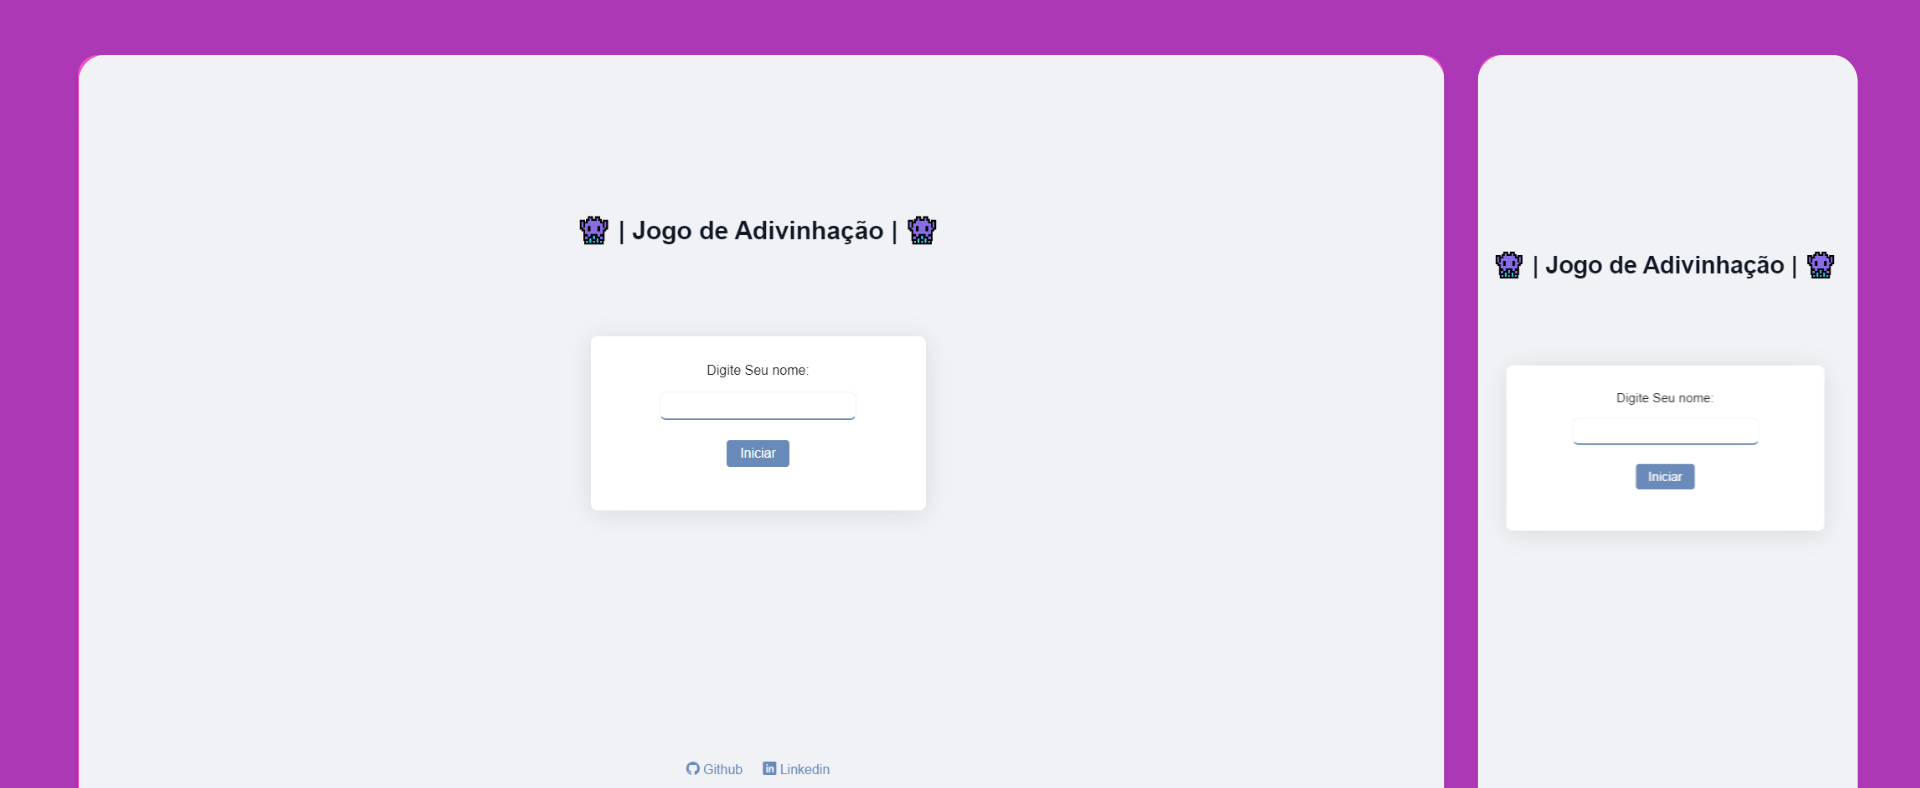 | Jogo de Adivinhação |
Digite Seu nome:
Iniciar
Github Linkedin
| Jogo de Adivinhação |
Digite Seu nome:
Iniciar